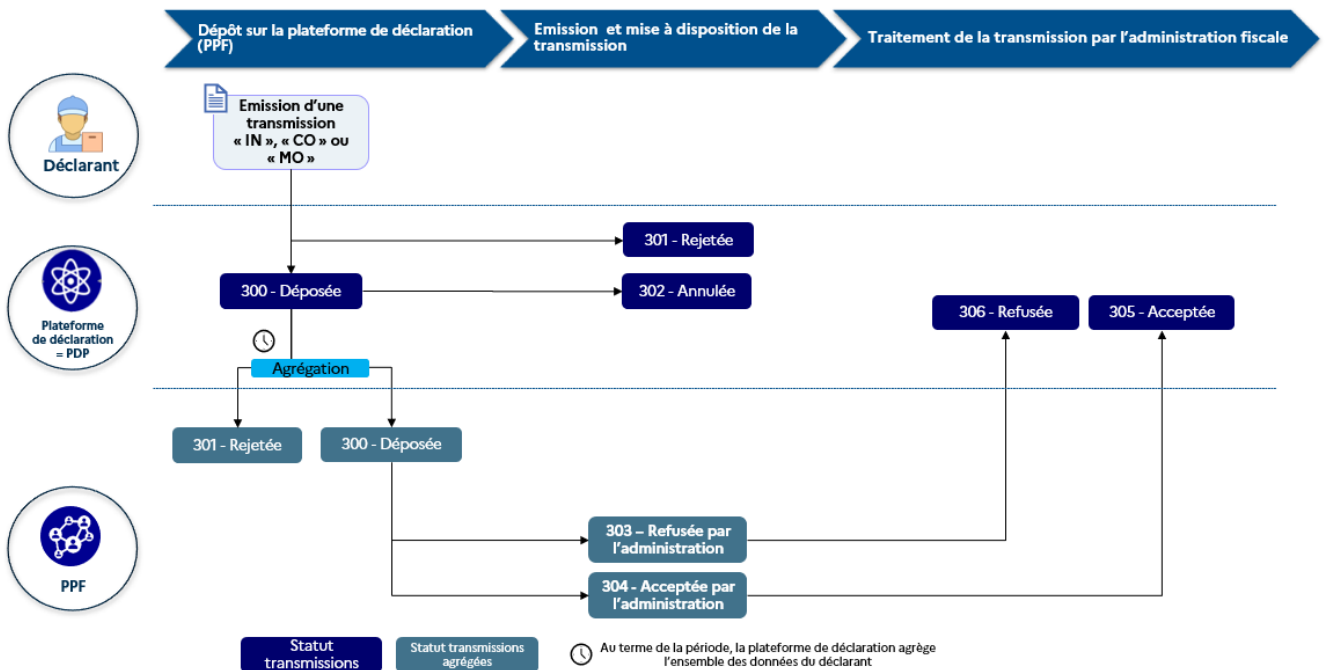 Dépôt sur la plateforme de déclaration
(PPF)
Emission et mise à disposition de la
transmission
Traitement de la transmission par l'administration fiscale
Emission d'une
transmission
« IN », « CO » ou
« MO »
Déclarant
301 - Rejetée
300 - Déposée
302 - Annulée
306 - Refusée
305 - Acceptée
Plateforme
de déclaration
= PDP
Agrégation
301 - Rejetée
300 - Déposée
303 – Refusée par
l'administration
304 - Acceptée par
l'administration
PPF
Statut
transmissions
Statut transmissions
agrégées
Au terme de la période, la plateforme de déclaration agrège
l'ensemble des données du déclarant